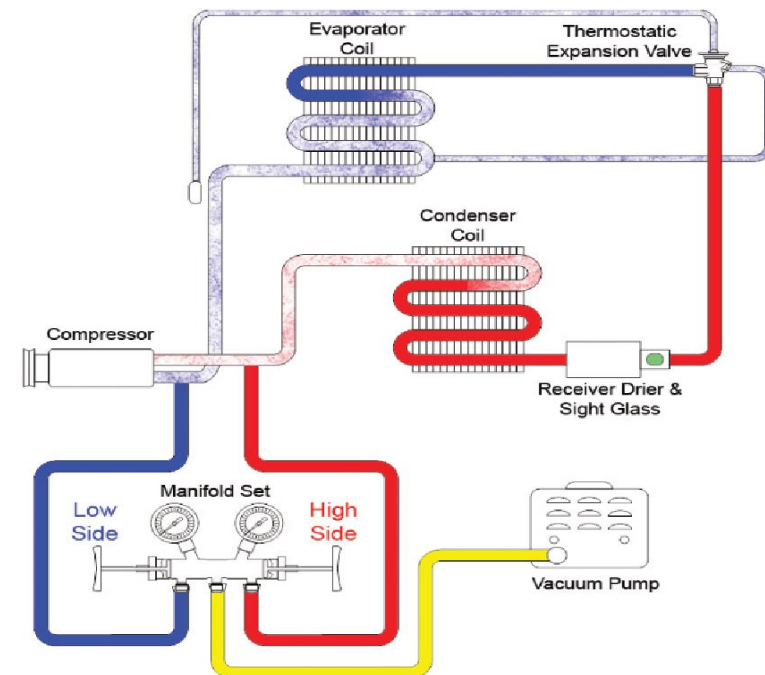 Evaporator
Coil
Thermostatic
Expansion Valve
Condenser
Coil
Compressor
Receiver Drier &
Sight Glass
Manifold Set
Low
Side
High
Side
Vacuum Pump